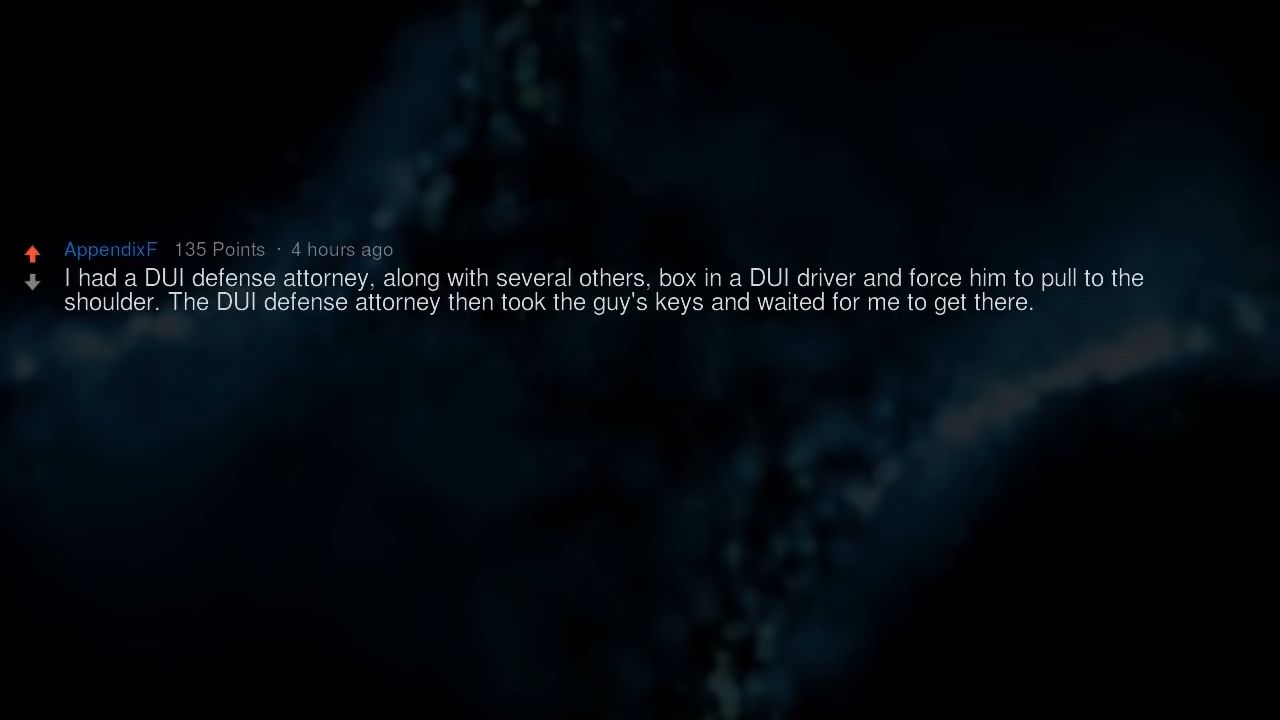 AppendixF 135 Points · 4 hours ago
I had a DUI defense attorney, along with several others, box in a DUI driver and force him to pull to the
shoulder. The DUI defense attorney then took the guy's keys and waited for me to get there.